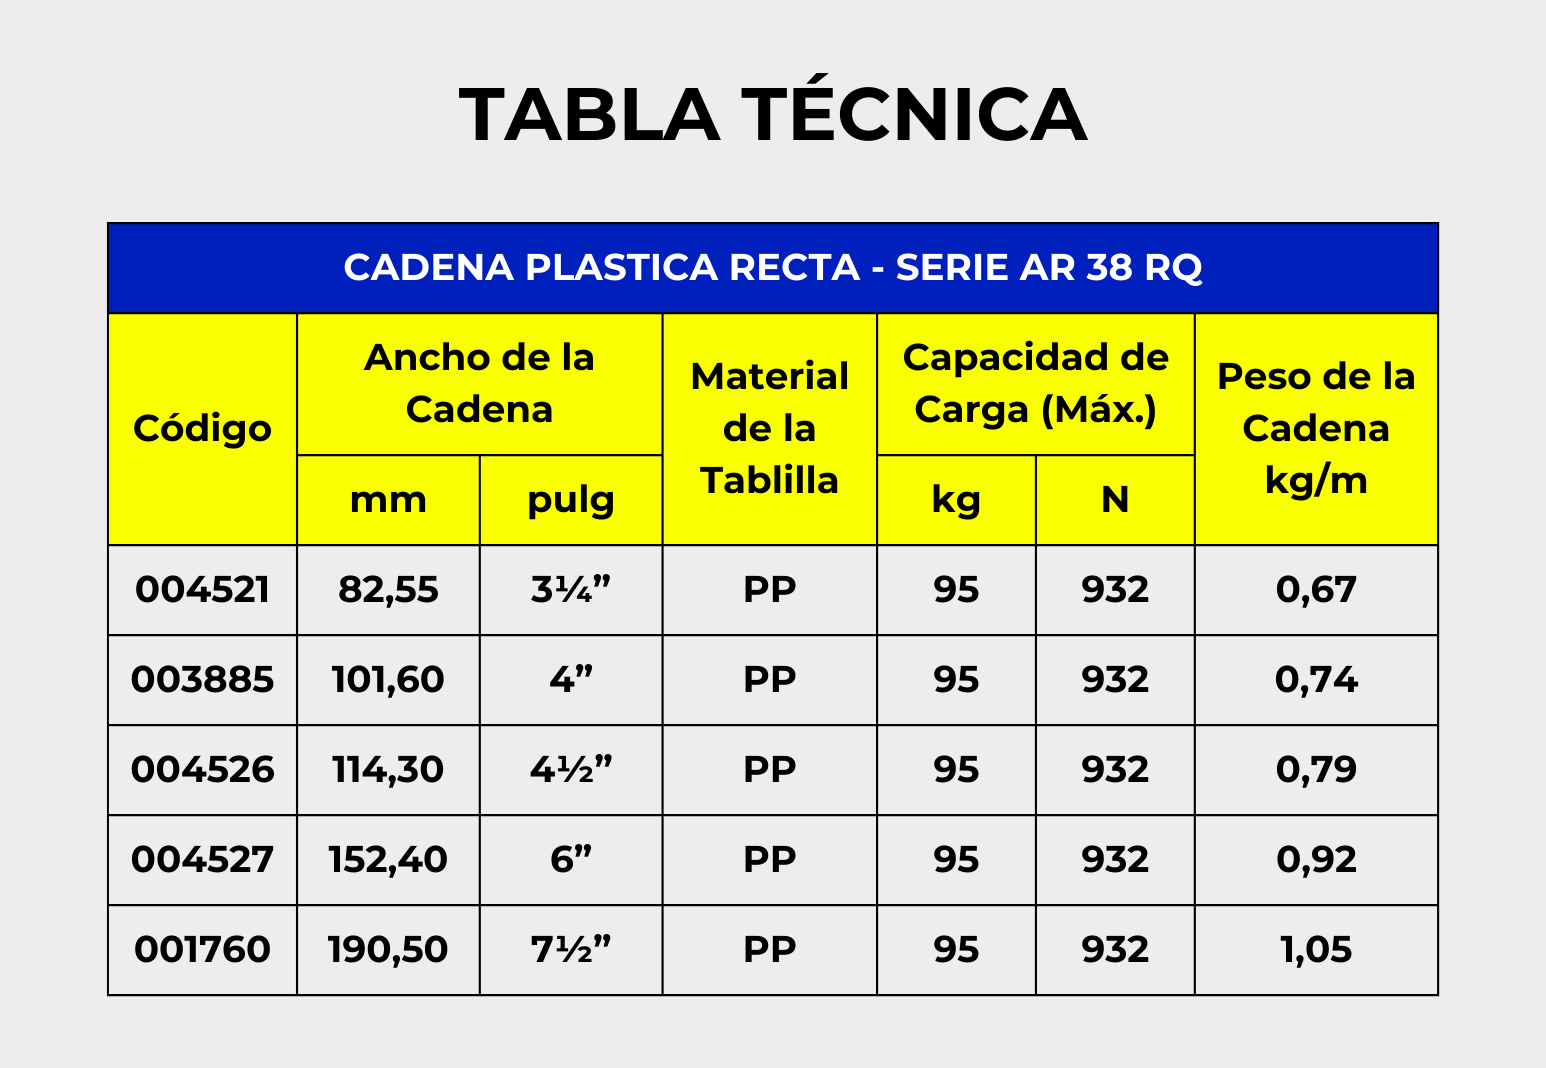 TABLA TÉCNICA
CADENA PLASTICA RECTA - SERIE AR 38 RQ
Código
Ancho de la
Cadena
mm pulg
Material
de la
Tablilla
Capacidad de
Carga (Máx.)
kg N
Peso de la
Cadena
kg/m
004521 82,55 3¼” PP 95 932 0,67
003885 101,60 4” PP 95 932 0,74
004526 114,30 4½” PP 95 932 0,79
004527 152,40 6” PP 95 932 0,92
001760 190,50 7½” PP 95 932 1,05